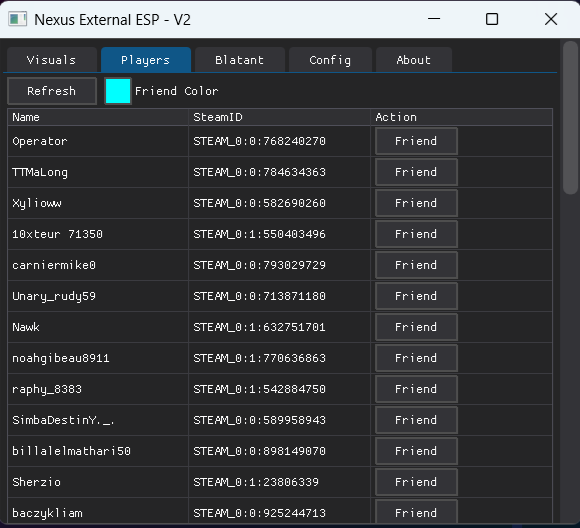 Nexus External ESP - V2
Visuals Players Blatant Config About
Refresh Friend Color
Name SteamID Action
Operator STEAM_0:0:768240270 Friend
TTMaLong STEAM_0:0:784634363 Friend
Xylioww STEAM_0:0:582690260 Friend
10xteur 71350 STEAM_0:1:550403496 Friend
carniermike0 STEAM_0:0:793029729 Friend
Unary_rudy59 STEAM_0:0:713871180 Friend
Nawk STEAM_0:1:632751701 Friend
noahgibeau8911 STEAM_0:1:770636863 Friend
raphy_8383 STEAM_0:1:542884750 Friend
SimbaDestinY._. STEAM_0:0:589958943 Friend
billalelmathari50 STEAM_0:0:898149070 Friend
Sherzio STEAM_0:1:23806339 Friend
baczykliam STEAM_0:0:925244713 Friend